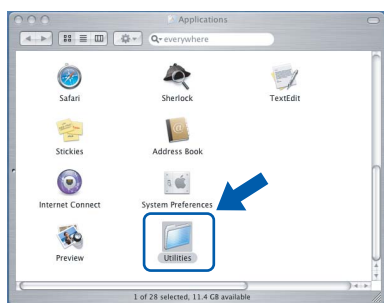 Applications
everywhere
Safari
Sherlock
TextEdit
Stickies
Address Book
Internet Connect
System Preferences
Preview
Utilities
1 of 28 selected, 11.4 GB available